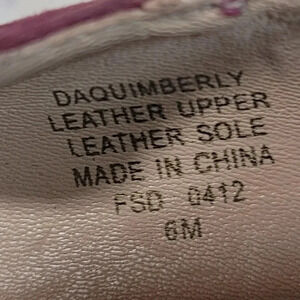 DAQUIMBERLY
LEATHER UPPER
LEATHER SOLE
MADE IN CHINA
FSD 0412
6M